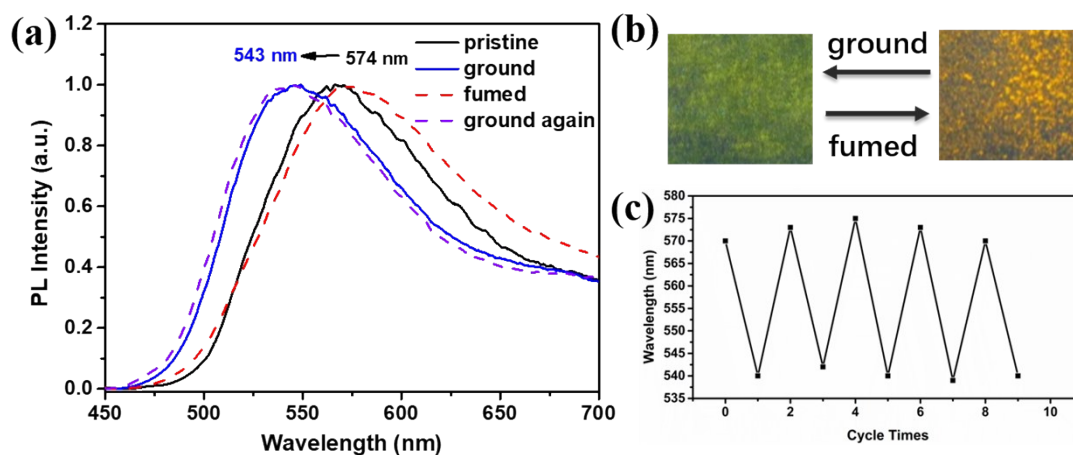 (a)
1.2
1.0
0.8
0.6
0.4
0.2
0.0
PL Intensity (a.u.)
450
500
550
600
650
700
Wavelength (nm)
543 nm
574 nm
pristine
ground
fumed
ground again
(b)
ground
fumed
(c)
580
575
570
565
560
555
550
545
540
535
Wavelength (nm)
0
2
4
6
8
10
Cycle Times